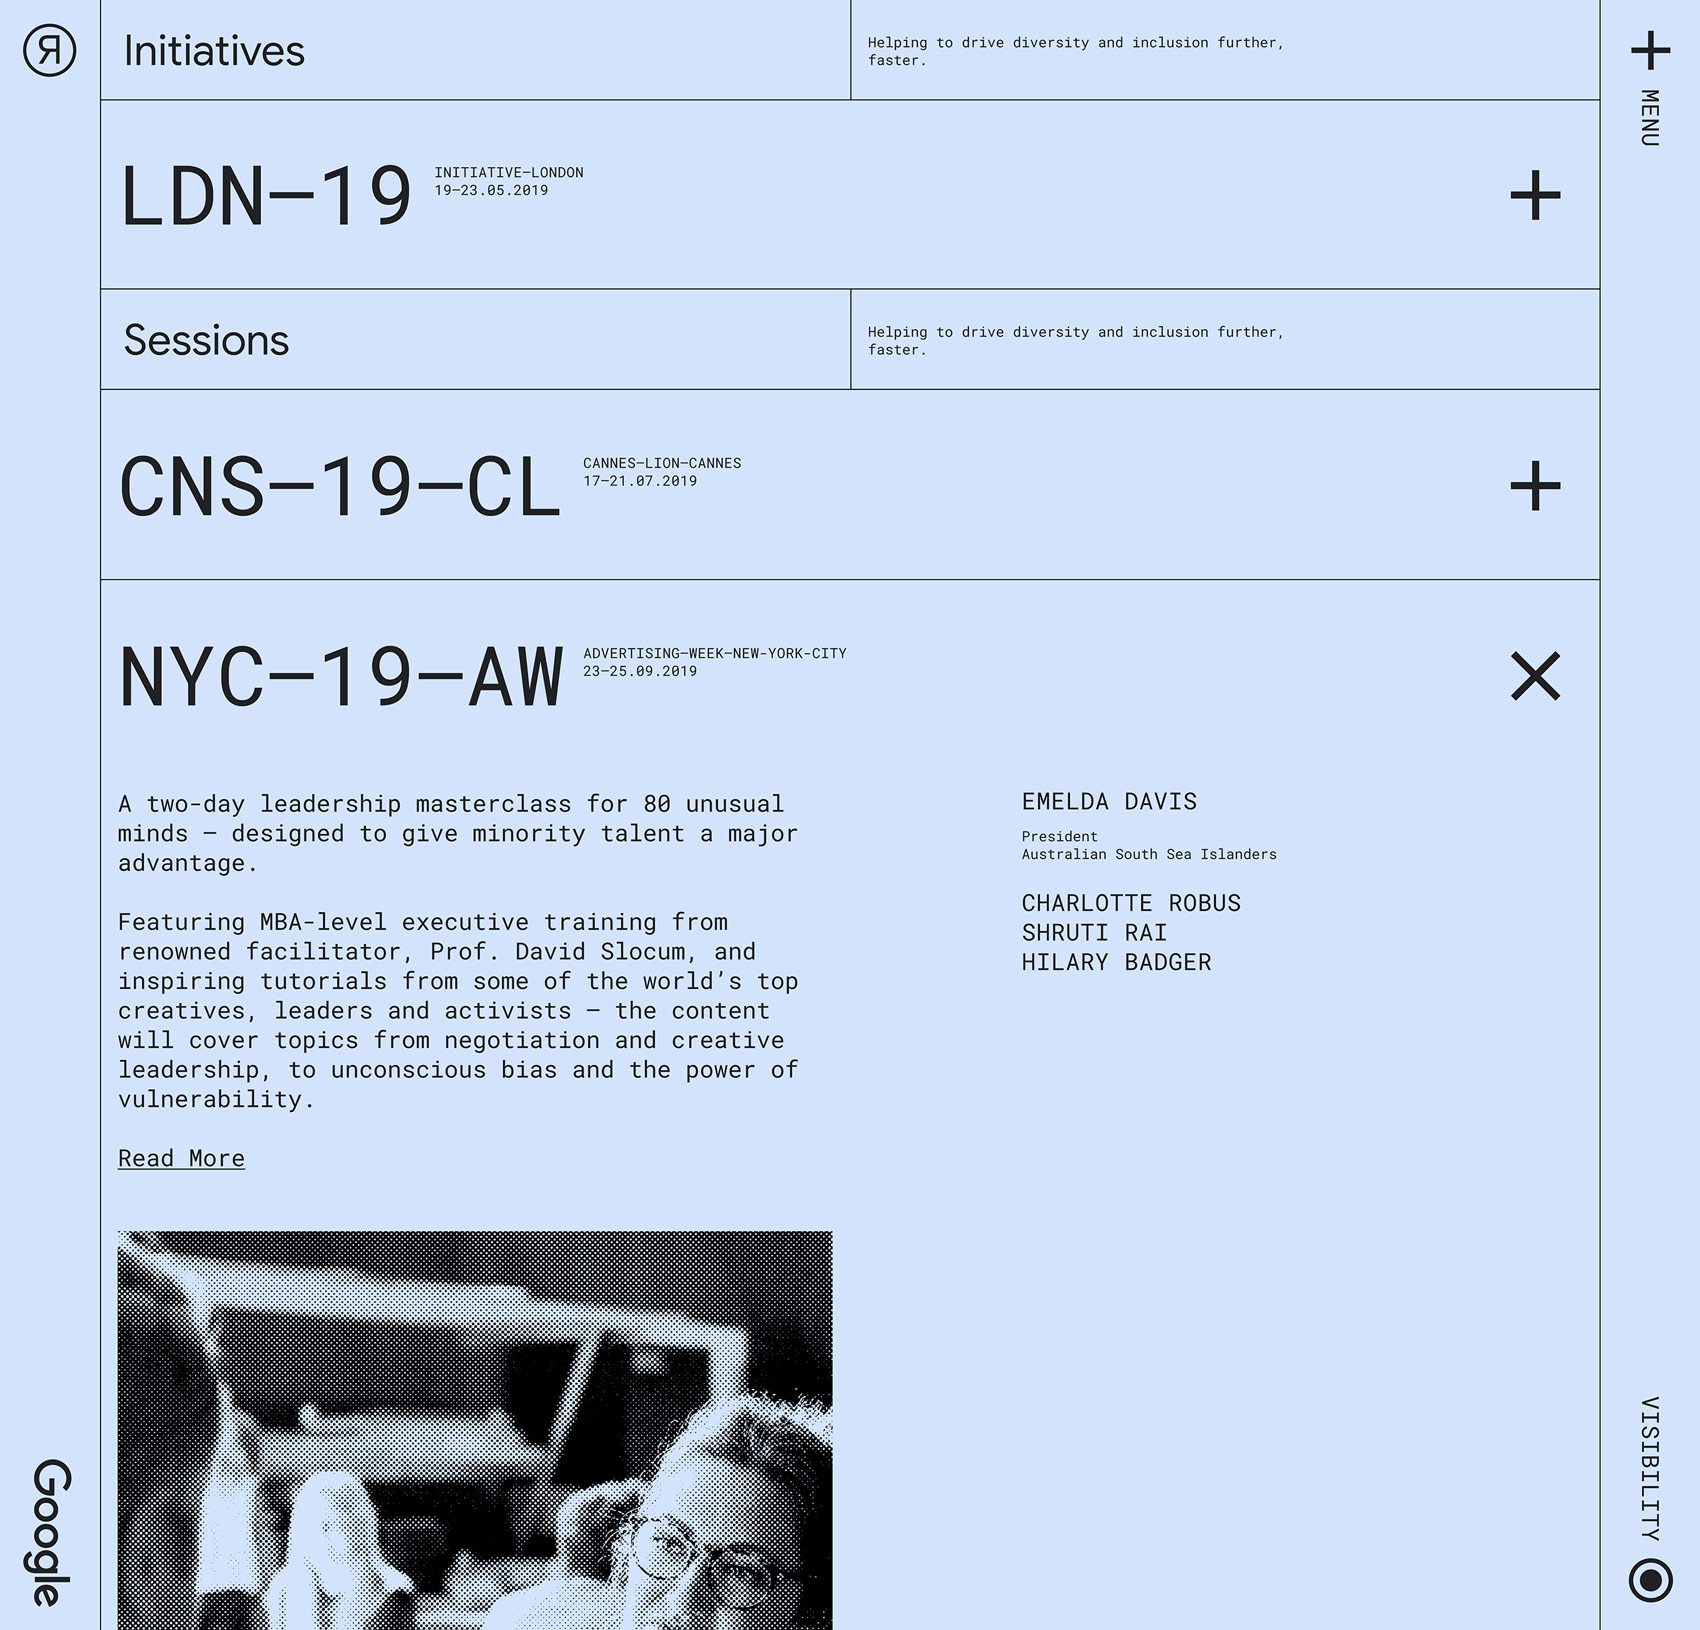 Я
Initiatives
Helping to drive diversity and inclusion further,
faster.
MENU
LDN—19
INITIATIVE—LONDON
19—23.05.2019
Sessions
Helping to drive diversity and inclusion further,
faster.
CNS—19—CL
CANNES—LION—CANNES
17—21.07.2019
NYC—19—AW
ADVERTISING—WEEK—NEW-YORK-CITY
23—25.09.2019
A two-day leadership masterclass for 80 unusual
minds – designed to give minority talent a major
advantage.
Featuring MBA-level executive training from
renowned facilitator, Prof. David Slocum, and
inspiring tutorials from some of the world’s top
creatives, leaders and activists – the content
will cover topics from negotiation and creative
leadership, to unconscious bias and the power of
vulnerability.
Read More
EMELDA DAVIS
President
Australian South Sea Islanders
CHARLOTTE ROBUS
SHRUTI RAI
HILARY BADGER
Google
VISIBILITY